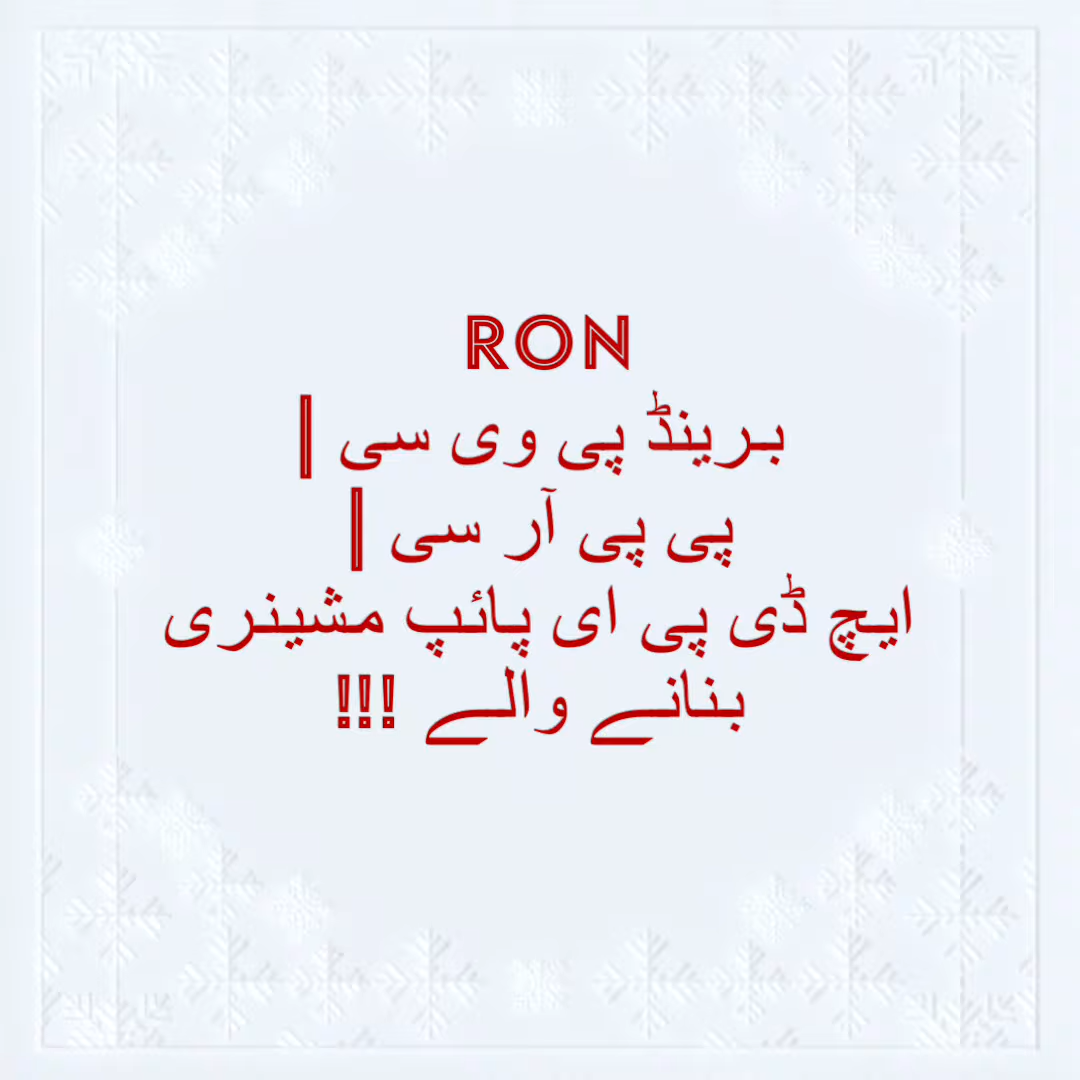 RON
برینڈ پی وی سی |
پی پی آر سی |
ایچ ڈی پی ای پائپ مشینری
بنانے والے !!!